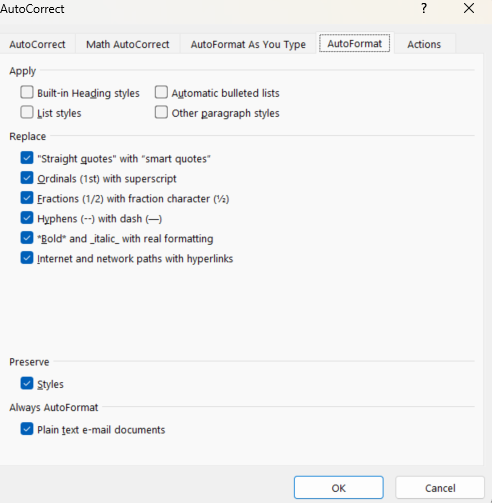 AutoCorrect ? ×
AutoCorrect Math AutoCorrect AutoFormat As You Type AutoFormat Actions
Apply
Built-in Heading styles Automatic bulleted lists
List styles Other paragraph styles
Replace
"Straight quotes" with “smart quotes”
Ordinals (1st) with superscript
Fractions (1/2) with fraction character (½)
Hyphens (--) with dash (—)
*Bold* and _italic_ with real formatting
Internet and network paths with hyperlinks
Preserve
Styles
Always AutoFormat
Plain text e-mail documents
OK Cancel